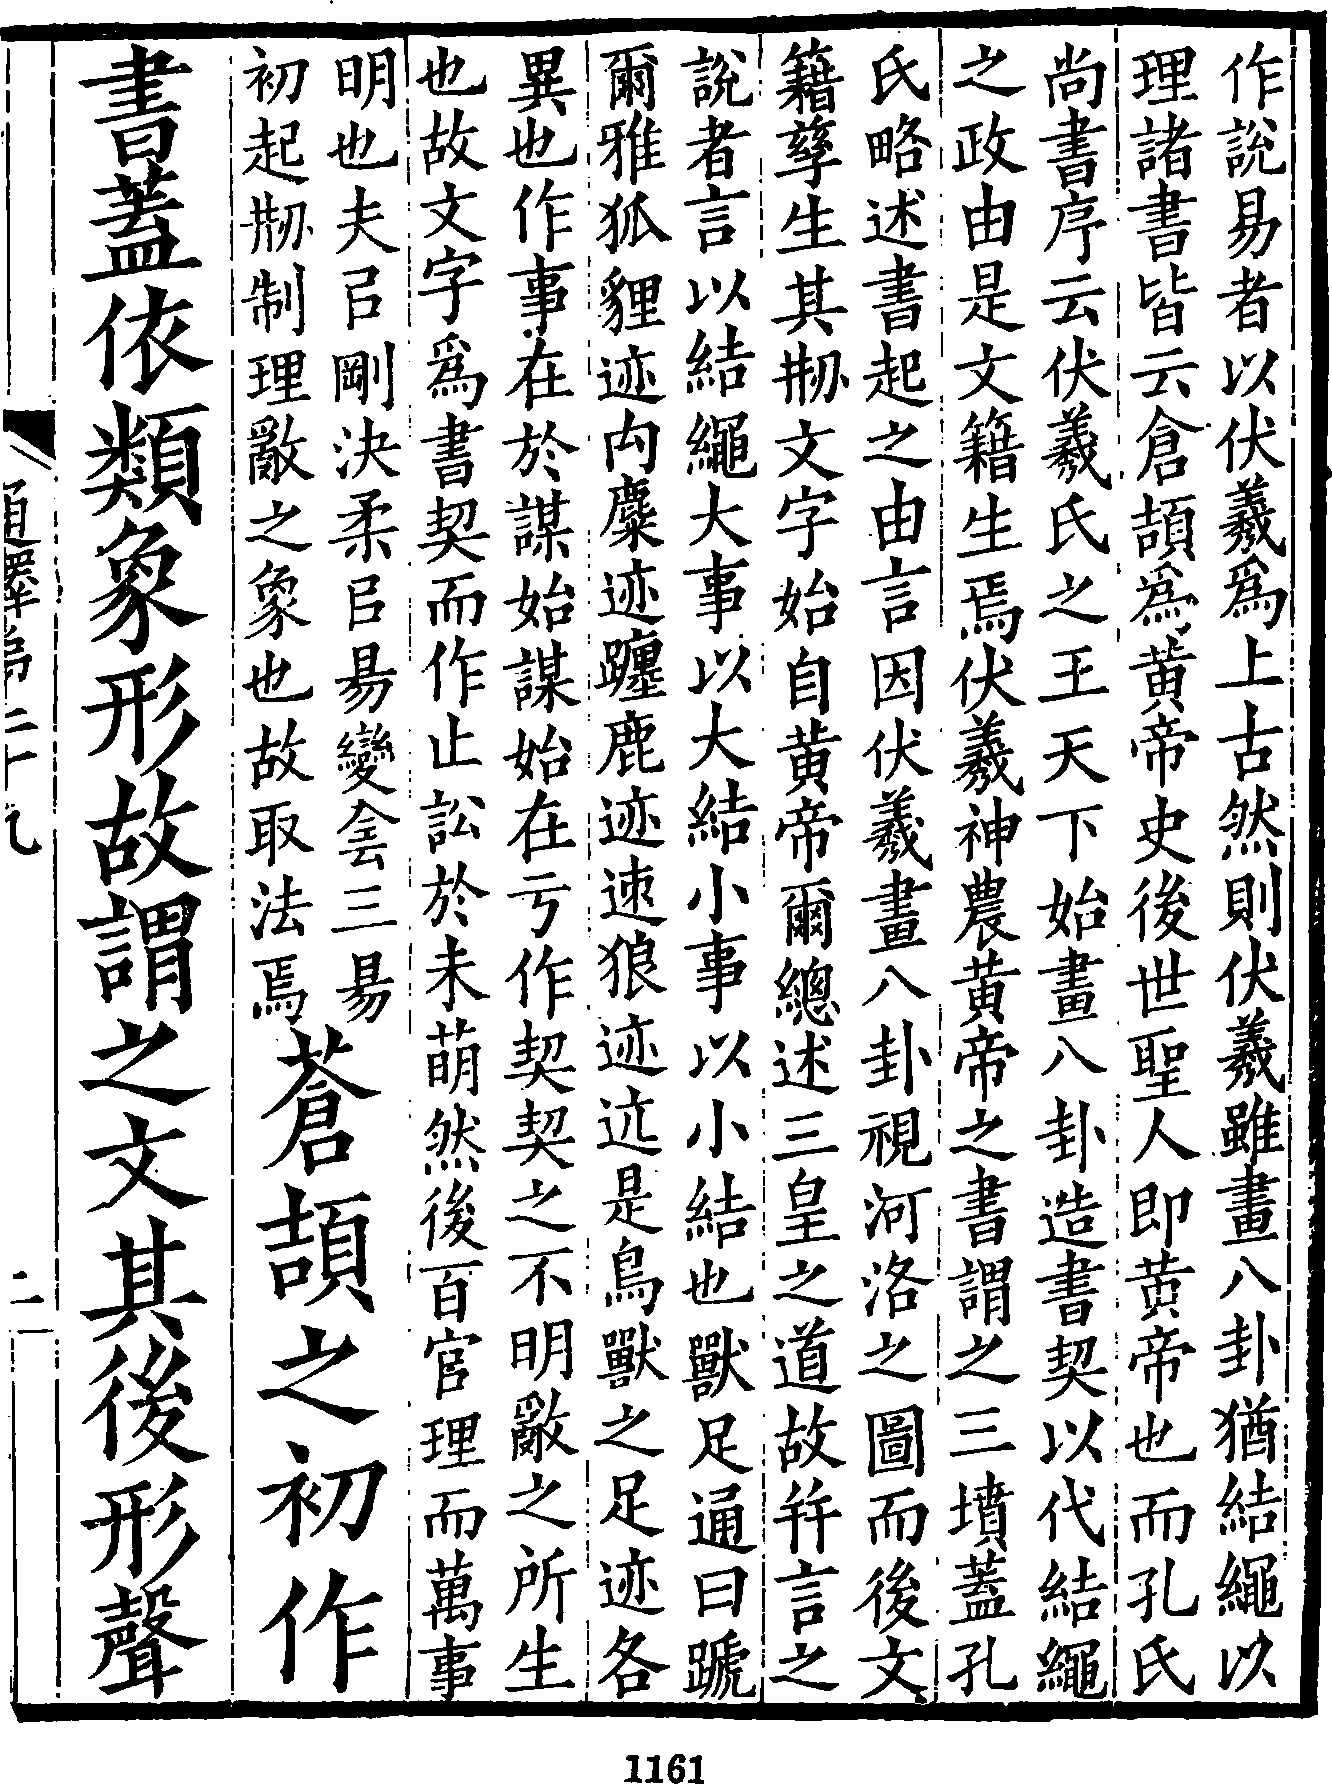 作說易者以伏羲爲上古然則伏羲雖畫八卦猶結繩以
理諸書皆云倉頡爲黃帝史後世聖人即黃帝也而孔氏
尚書序云伏羲氏之王天下始畫八卦造書契以代結繩
之政由是文籍生焉伏羲神農黃帝之書謂之三墳蓋孔
氏略述書起之由言因伏羲畫八卦視河洛之圖而後文
籍孳生其刱文字始自黃帝爾總述三皇之道故幷言之
說者言以結繩大事以大結小事以小結也獸足通曰蹏
爾雅狐貍迹禸麋迹躔鹿迹速狼迹迒是鳥獸之足迹各
異也作事在於謀始謀始在亏作契契之不明敵之所生
也故文字爲書契而作止訟於未萌然後百官理而萬事
明也夫㠯剛決柔㠯昜變侌三昜
初起刱制理敵之象也故取法焉
蒼頡之初作
書蓋依類象形故謂之文其後形聲
通釋弟二十九
二
1161